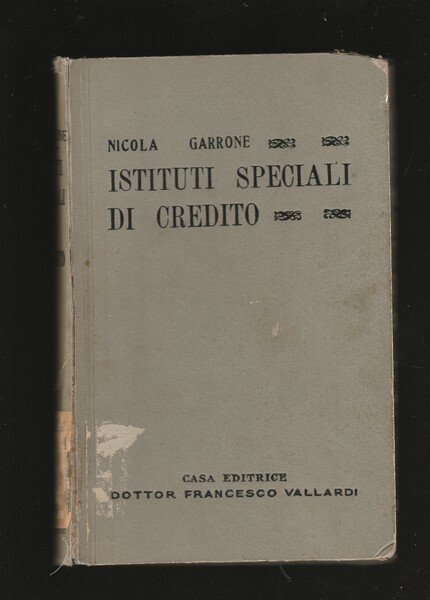 NICOLA GARRONE
ISTITUTI SPECIALI
DI CREDITO
CASA EDITRICE
DOTTOR FRANCESCO VALLARDI